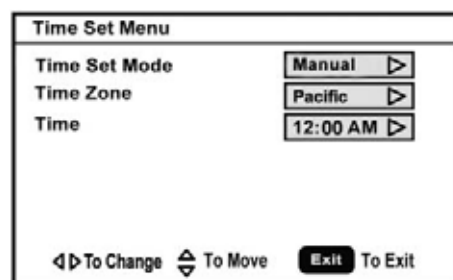 Time Set Menu
Time Set Mode Manual
Time Zone Pacific
Time 12:00 AM
To Change To Move Exit To Exit